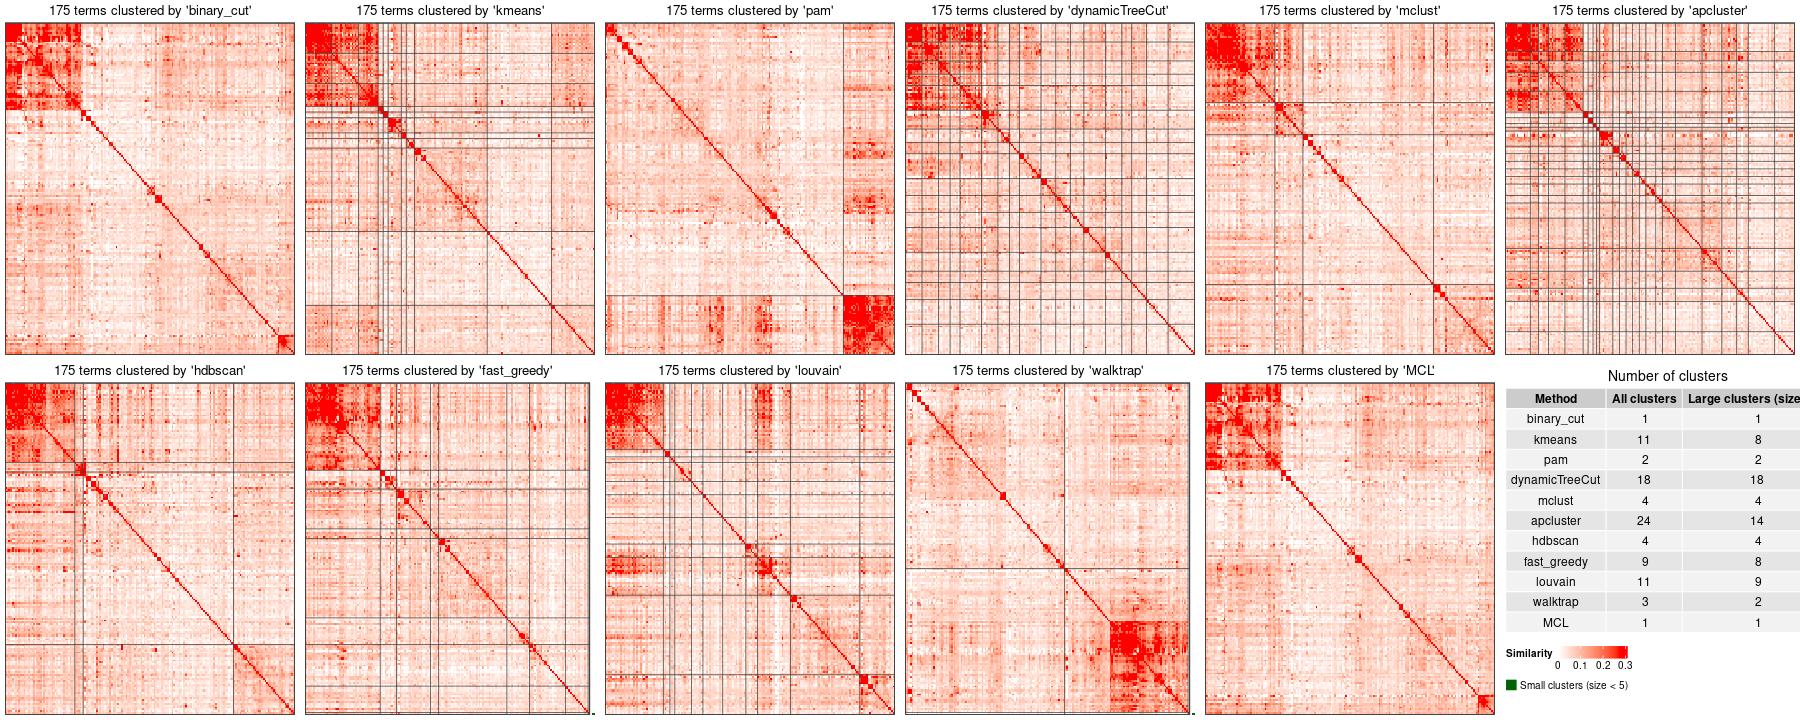 175 terms clustered by 'binary_cut'
175 terms clustered by 'kmeans'
175 terms clustered by 'pam'
175 terms clustered by 'dynamicTreeCut'
175 terms clustered by 'mclust'
175 terms clustered by 'apcluster'
175 terms clustered by 'hdbscan'
175 terms clustered by 'fast_greedy'
175 terms clustered by 'louvain'
175 terms clustered by 'walktrap'
175 terms clustered by 'MCL'
Number of clusters
Method All clusters Large clusters (size
binary_cut 1 1
kmeans 11 8
pam 2 2
dynamicTreeCut 18 18
mclust 4 4
apcluster 24 14
hdbscan 4 4
fast_greedy 9 8
louvain 11 9
walktrap 3 2
MCL 1 1
Similarity
0 0.1 0.2 0.3
Small clusters (size < 5)